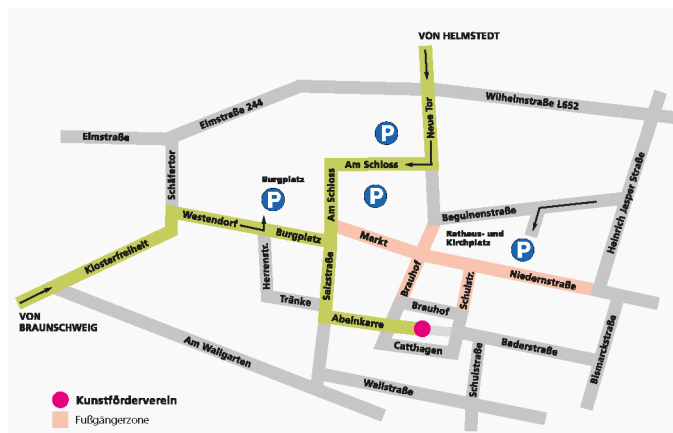 VON HELMSTEDT
Wilhelmstraße L652
Elmstraße 244
Elmstraße
Neue Tor
P
Am Schloss
Schäfertor
Burgplatz
P
Am Schloss
P
Heinrich Jasper Straße
Westendorf
Burgplatz
Beguinenstraße
Markt
Rathaus- und
Kirchplatz
P
Klosterfreiheit
Herrenstr.
Salzstraße
Brauhof
Schulstr.
Niedernstraße
Tränke
Brauhof
VON
BRAUNSCHWEIG
Abelnkarre
Am Wallgarten
Catthagen
Baderstraße
Bismarckstraße
Schulstraße
Wallstraße
Kunstförderverein
Fußgängerzone